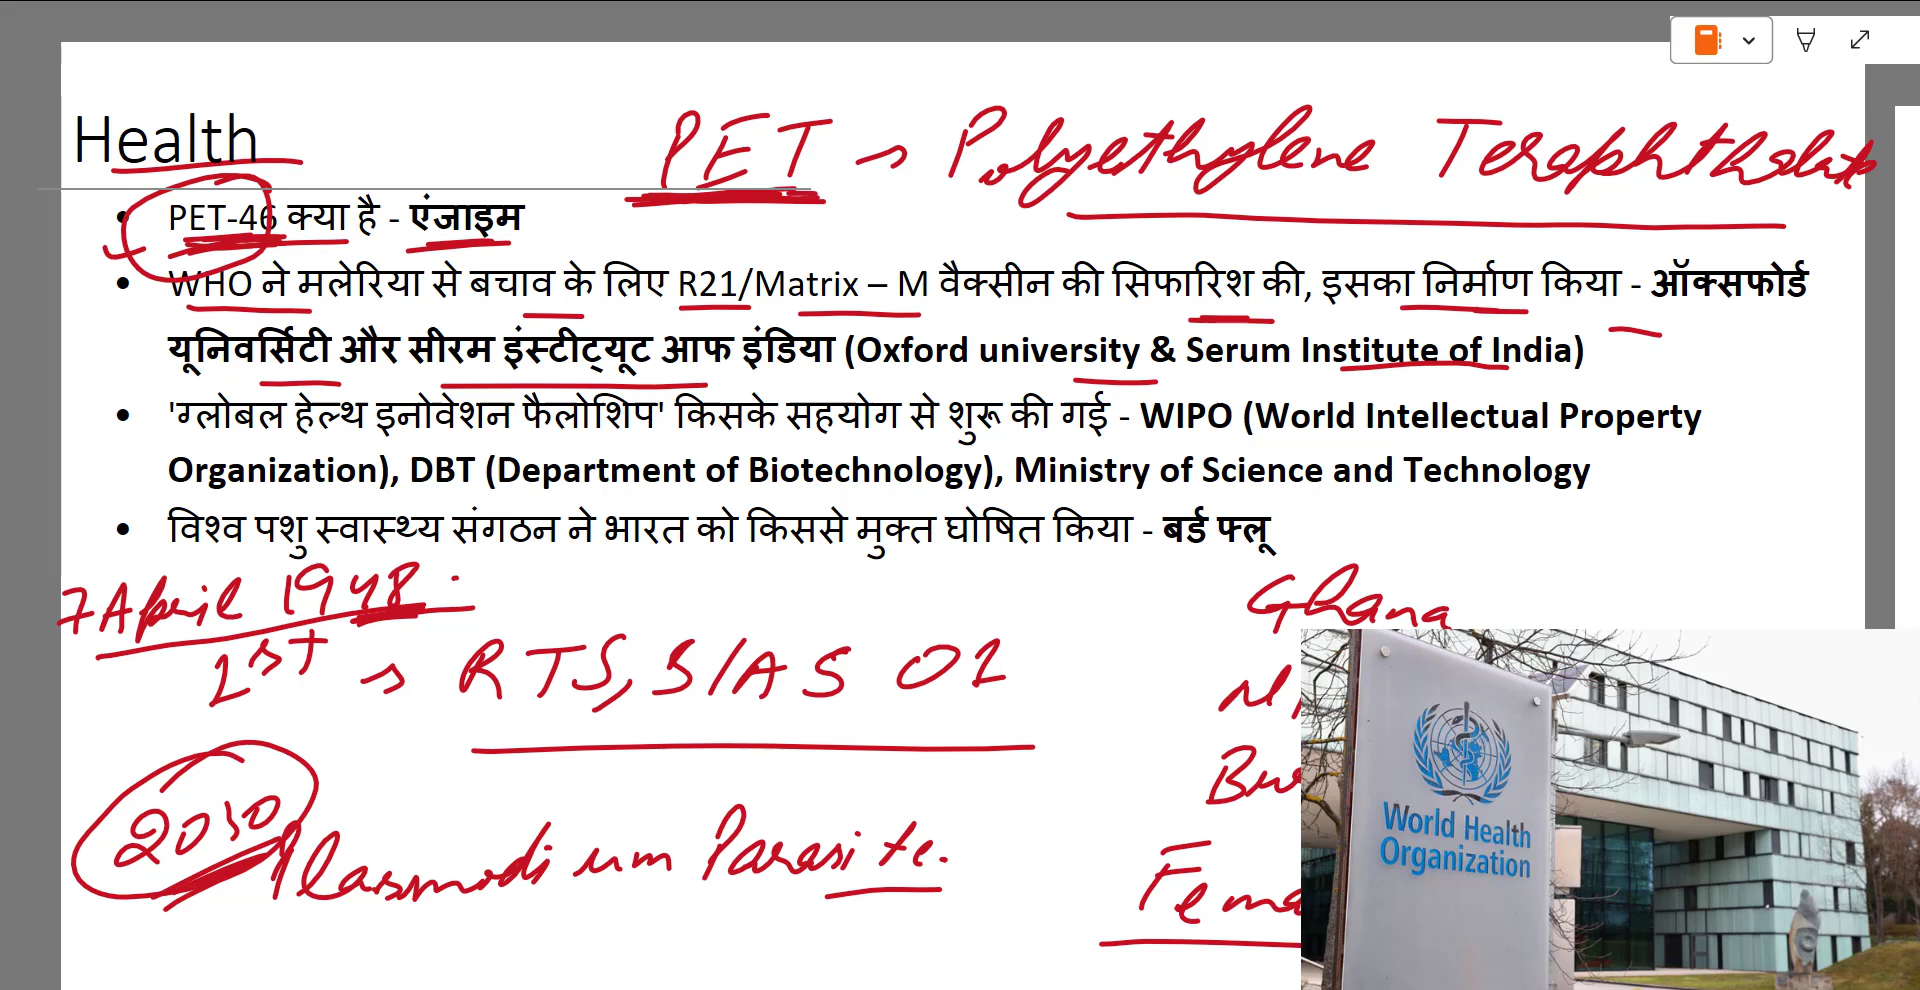 Health
PET → Polyethylene Teraphthalate
• PET-46 क्या है - एंजाइम
• WHO ने मलेरिया से बचाव के लिए R21/Matrix – M वैक्सीन की सिफारिश की, इसका निर्माण किया - ऑक्सफोर्ड
यूनिवर्सिटी और सीरम इंस्टीट्यूट आफ इंडिया (Oxford university & Serum Institute of India)
• 'ग्लोबल हेल्थ इनोवेशन फैलोशिप' किसके सहयोग से शुरू की गई - WIPO (World Intellectual Property
Organization), DBT (Department of Biotechnology), Ministry of Science and Technology
• विश्व पशु स्वास्थ्य संगठन ने भारत को किससे मुक्त घोषित किया - बर्ड फ्लू
7 April 1948.
Ghana
1st → RTS,S/AS 01
2030
Plasmodium Parasite.
World Health
Organization